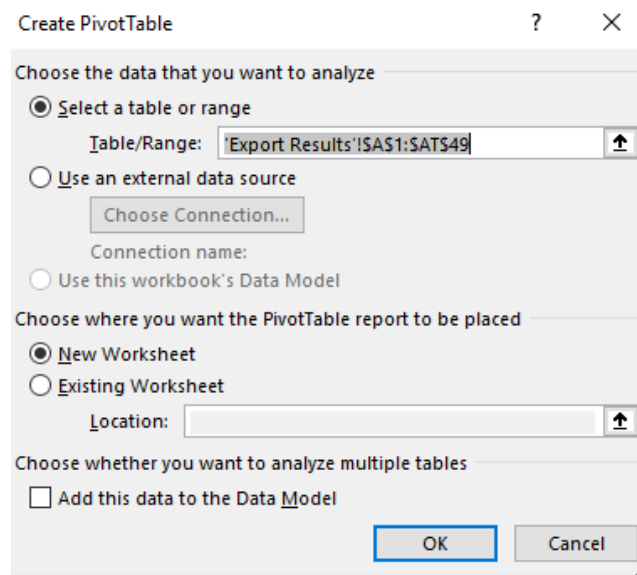 Create PivotTable ? ×
Choose the data that you want to analyze
Select a table or range
Table/Range: 'Export Results'!$A$1:$AT$49
Use an external data source
Choose Connection...
Connection name:
Use this workbook's Data Model
Choose where you want the PivotTable report to be placed
New Worksheet
Existing Worksheet
Location:
Choose whether you want to analyze multiple tables
Add this data to the Data Model
OK Cancel